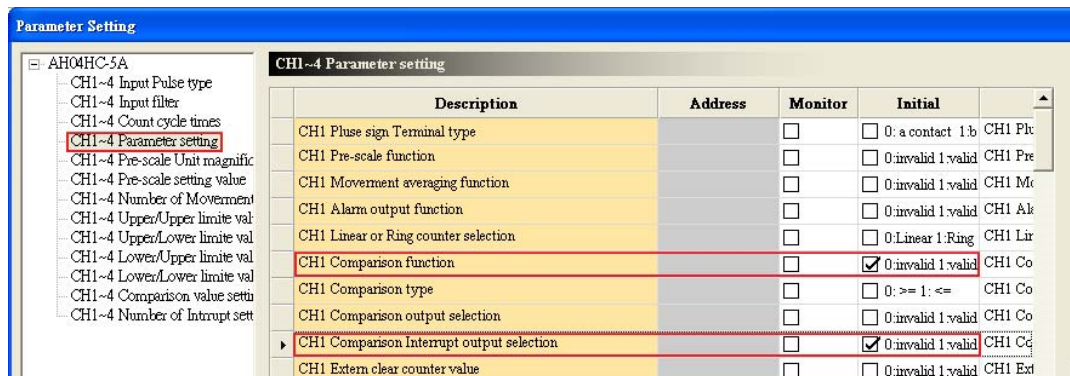 Parameter Setting
AH04HC-5A
CH1~4 Input Pulse type
CH1~4 Input filter
CH1~4 Count cycle times
CH1~4 Parameter setting
CH1~4 Pre-scale Unit magnific
CH1~4 Pre-scale setting value
CH1~4 Number of Moverment
CH1~4 Upper/Upper limite val
CH1~4 Upper/Lower limite val
CH1~4 Lower/Upper limite val
CH1~4 Lower/Lower limite val
CH1~4 Comparison value settin
CH1~4 Number of Intrrupt sett
CH1~4 Parameter setting
Description Address Monitor Initial
CH1 Pluse sign Terminal type 0: a contact 1:b CH1 Plu
CH1 Pre-scale function 0:invalid 1:valid CH1 Pre
CH1 Moverment averaging function 0:invalid 1:valid CH1 Mo
CH1 Alarm output function 0:invalid 1:valid CH1 Ala
CH1 Linear or Ring counter selection 0:Linear 1:Ring CH1 Lin
CH1 Comparison function 0:invalid 1:valid CH1 Co
CH1 Comparison type 0: >= 1: <= CH1 Co
CH1 Comparison output selection 0:invalid 1:valid CH1 Co
CH1 Comparison Interrupt output selection 0:invalid 1:valid CH1 Co
CH1 Extern clear counter value 0:invalid 1:valid CH1 Ext